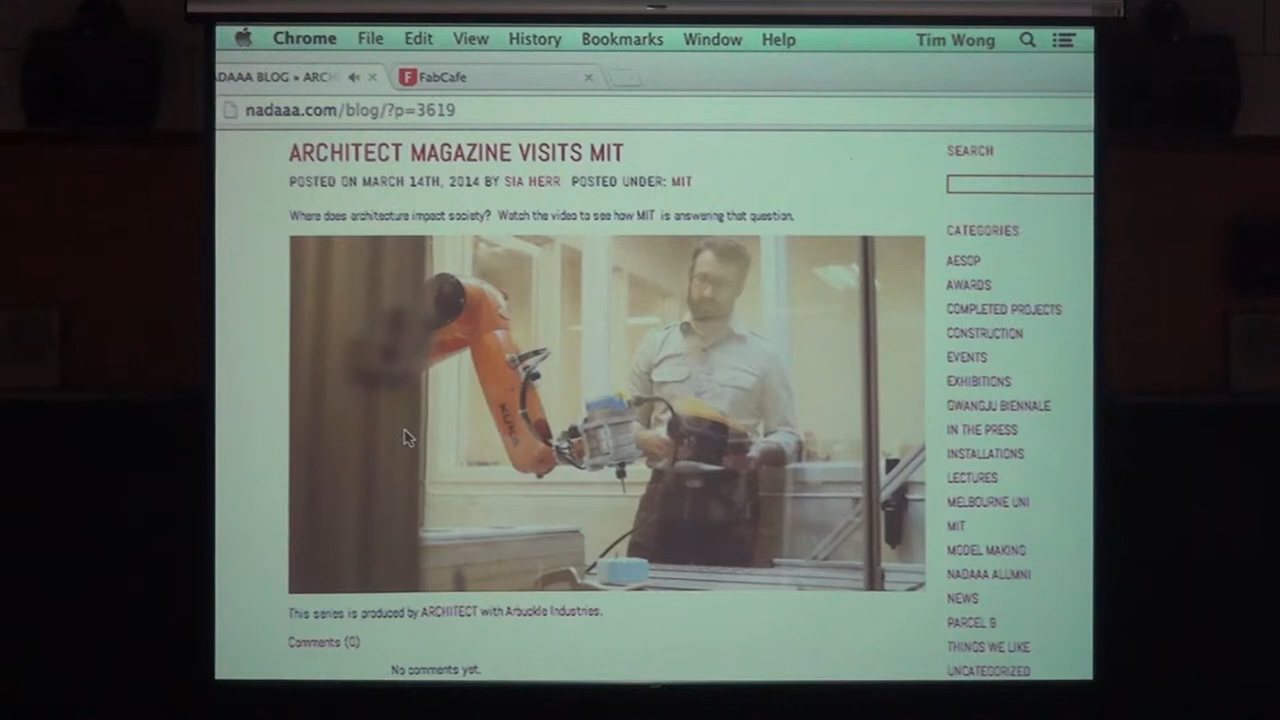 Chrome File Edit View History Bookmarks Window Help Tim Wong
DAAA BLOG » ARCH
FabCafe
nadaaa.com/blog/?p=3619
ARCHITECT MAGAZINE VISITS MIT
POSTED ON MARCH 14TH, 2014 BY SIA HERR POSTED UNDER: MIT
Where does architecture impact society? Watch the video to see how MIT is answering that question.
KUKA
This series is produced by ARCHITECT with Arbuckle Industries.
Comments (0)
No comments yet.
SEARCH
CATEGORIES
AESOP
AWARDS
COMPLETED PROJECTS
CONSTRUCTION
EVENTS
EXHIBITIONS
GWANGJU BIENNALE
IN THE PRESS
INSTALLATIONS
LECTURES
MELBOURNE UNI
MIT
MODEL MAKING
NADAAA ALUMNI
NEWS
PARCEL 9
THINGS WE LIKE
UNCATEGORIZED